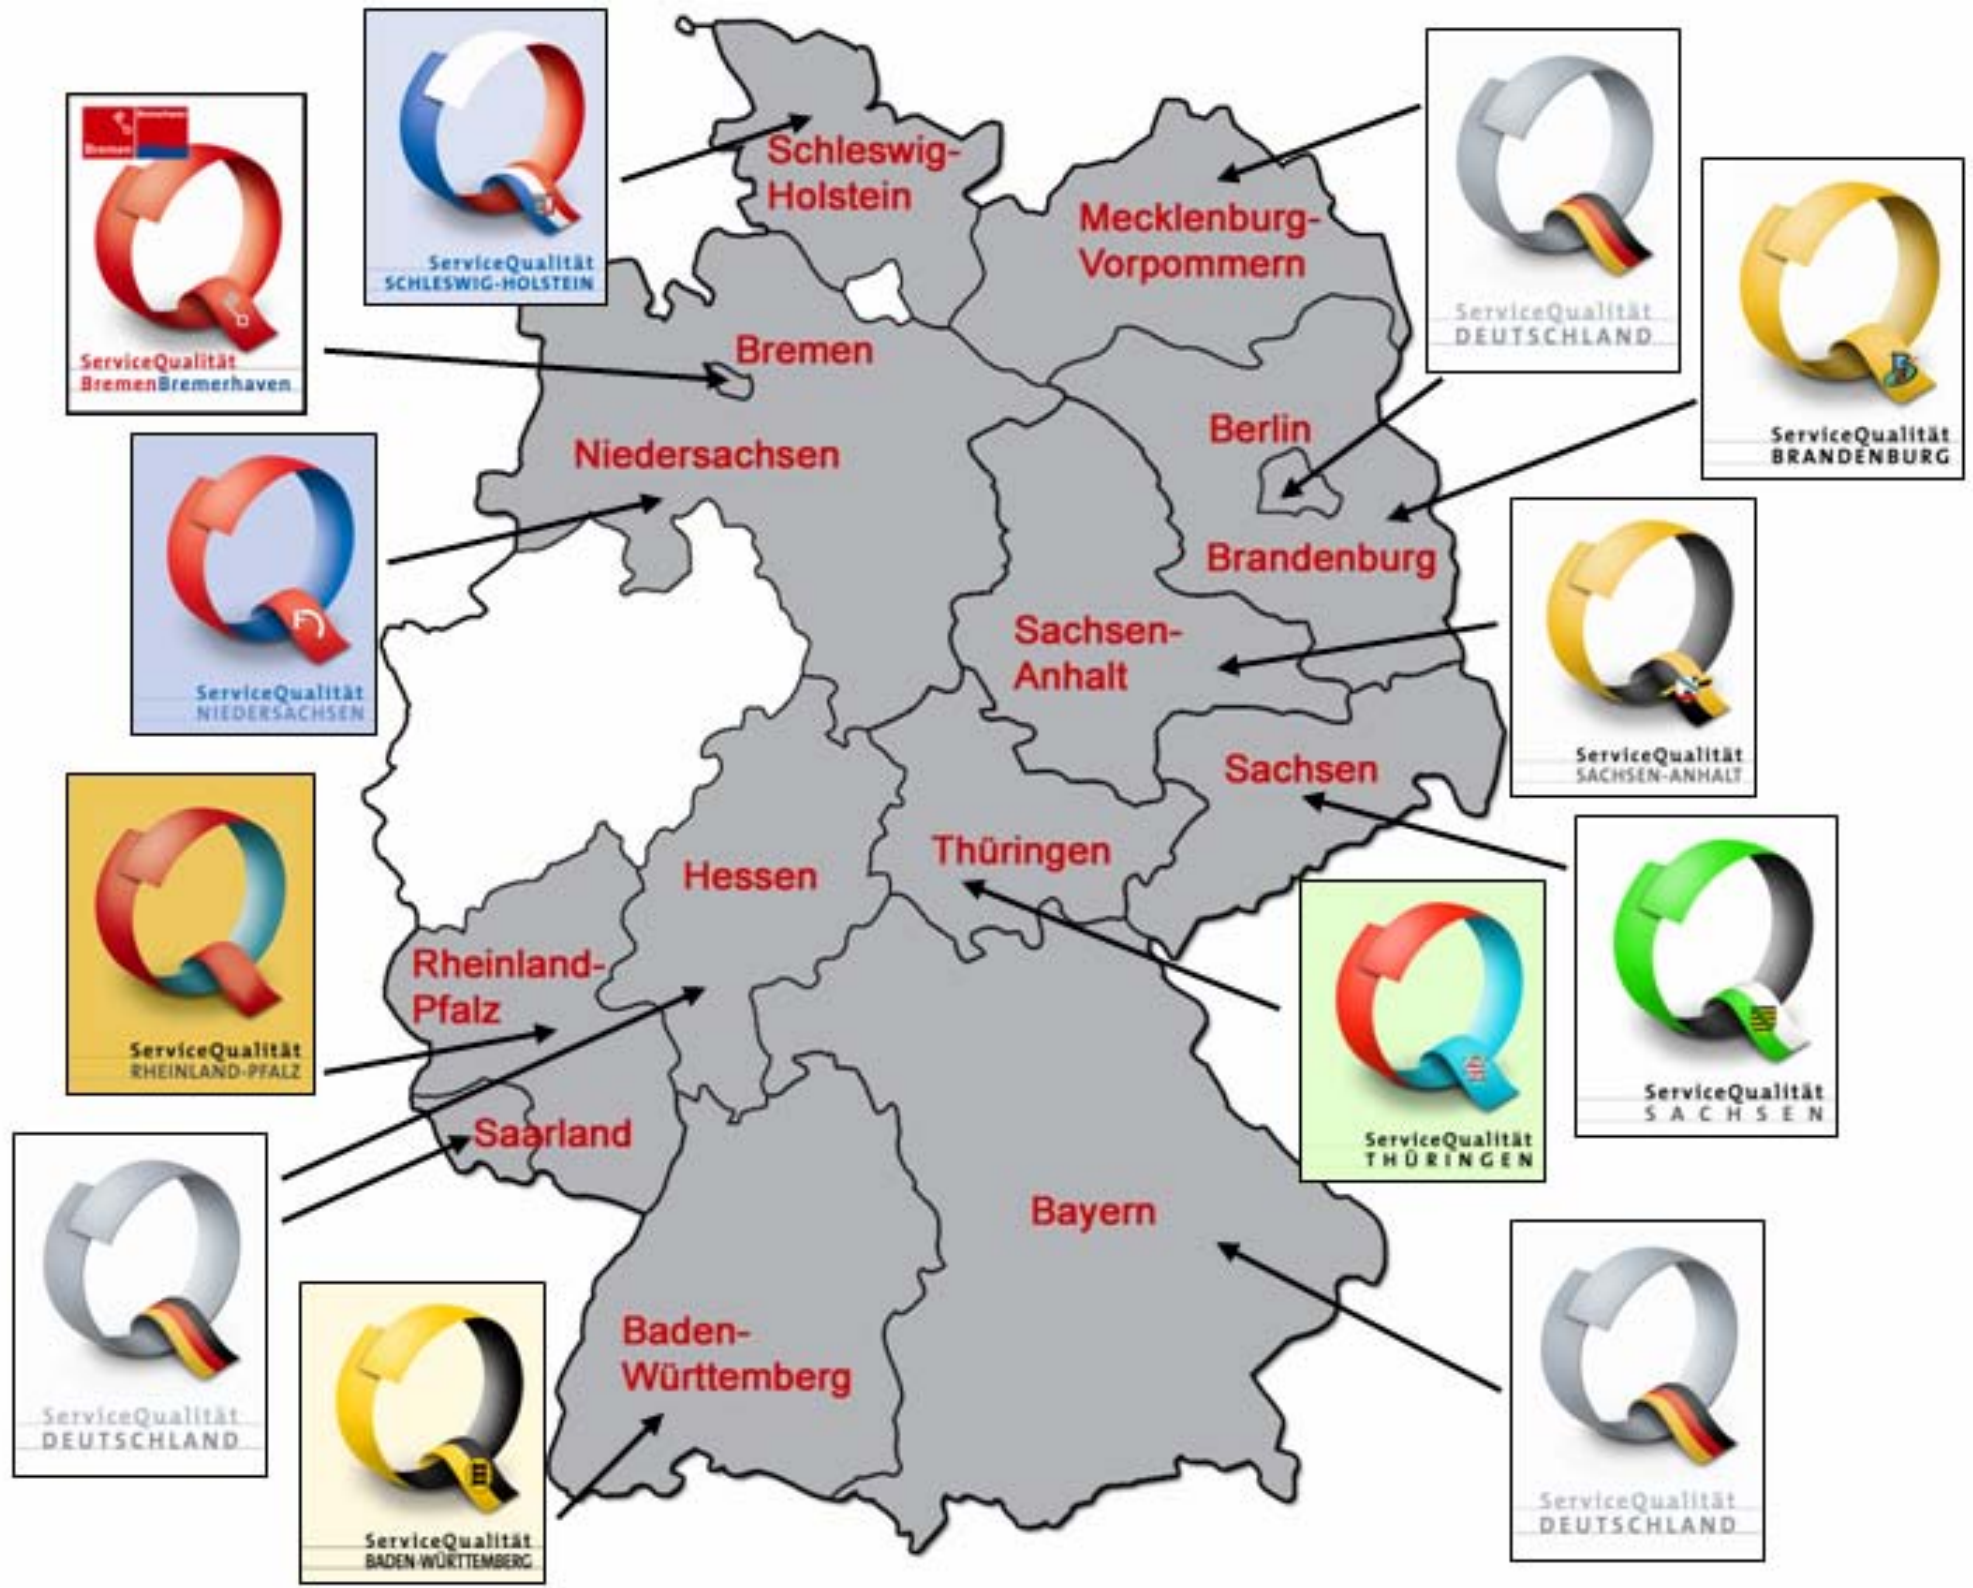 Bremen
Bremerhaven
ServiceQualität
BremenBremerhaven
ServiceQualität
SCHLESWIG-HOLSTEIN
ServiceQualität
DEUTSCHLAND
ServiceQualität
BRANDENBURG
ServiceQualität
NIEDERSACHSEN
ServiceQualität
SACHSEN-ANHALT
ServiceQualität
RHEINLAND-PFALZ
ServiceQualität
SACHSEN
ServiceQualität
THÜRINGEN
ServiceQualität
DEUTSCHLAND
ServiceQualität
BADEN-WÜRTTEMBERG
ServiceQualität
DEUTSCHLAND
Schleswig-
Holstein
Mecklenburg-
Vorpommern
Bremen
Niedersachsen
Berlin
Brandenburg
Sachsen-
Anhalt
Sachsen
Thüringen
Hessen
Rheinland-
Pfalz
Saarland
Bayern
Baden-
Württemberg